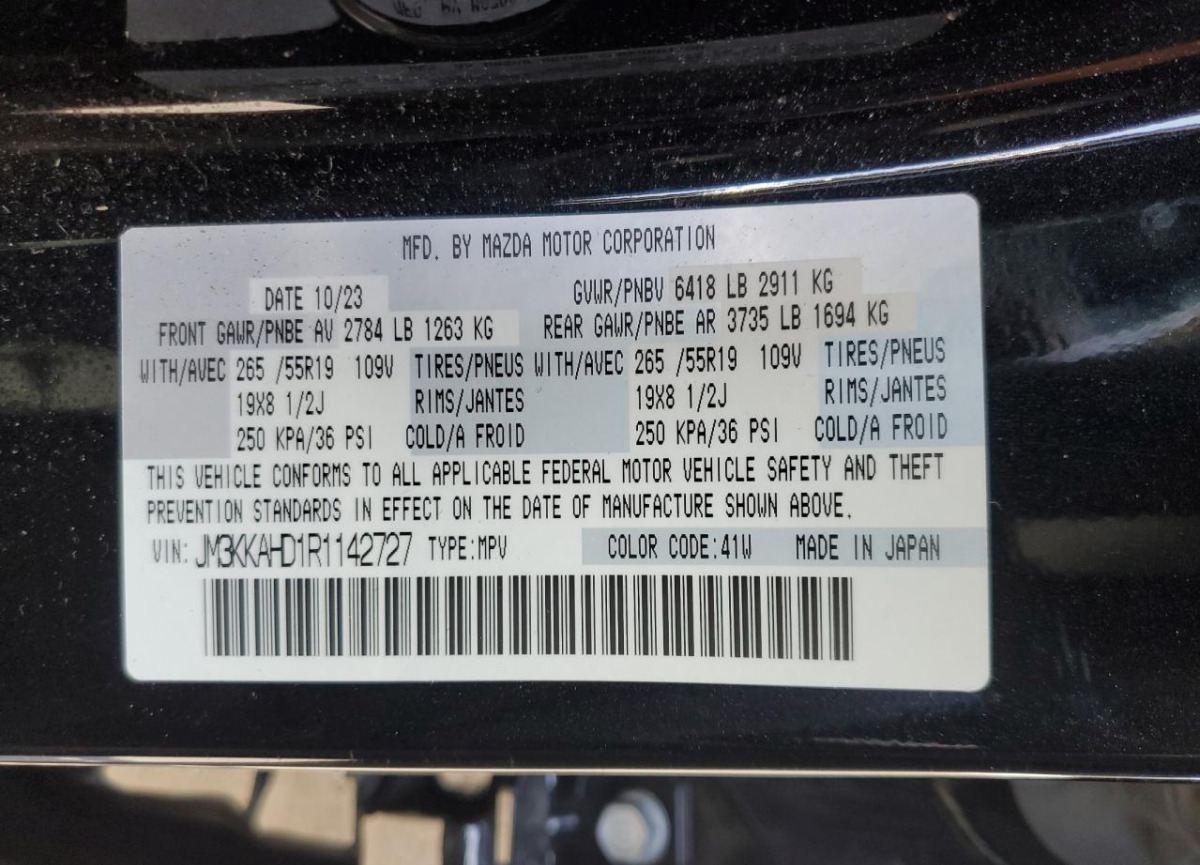 MFD. BY MAZDA MOTOR CORPORATION
DATE 10/23 GVWR/PNBV 6418 LB 2911 KG
FRONT GAWR/PNBE AV 2784 LB 1263 KG REAR GAWR/PNBE AR 3735 LB 1694 KG
WITH/AVEC 265 /55R19 109V TIRES/PNEUS WITH/AVEC 265 /55R19 109V TIRES/PNEUS
19X8 1/2J RIMS/JANTES 19X8 1/2J RIMS/JANTES
250 KPA/36 PSI COLD/A FROID 250 KPA/36 PSI COLD/A FROID
THIS VEHICLE CONFORMS TO ALL APPLICABLE FEDERAL MOTOR VEHICLE SAFETY AND THEFT
PREVENTION STANDARDS IN EFFECT ON THE DATE OF MANUFACTURE SHOWN ABOVE.
VIN: JM3KKAHD1R1142727 TYPE:MPV COLOR CODE:41W MADE IN JAPAN